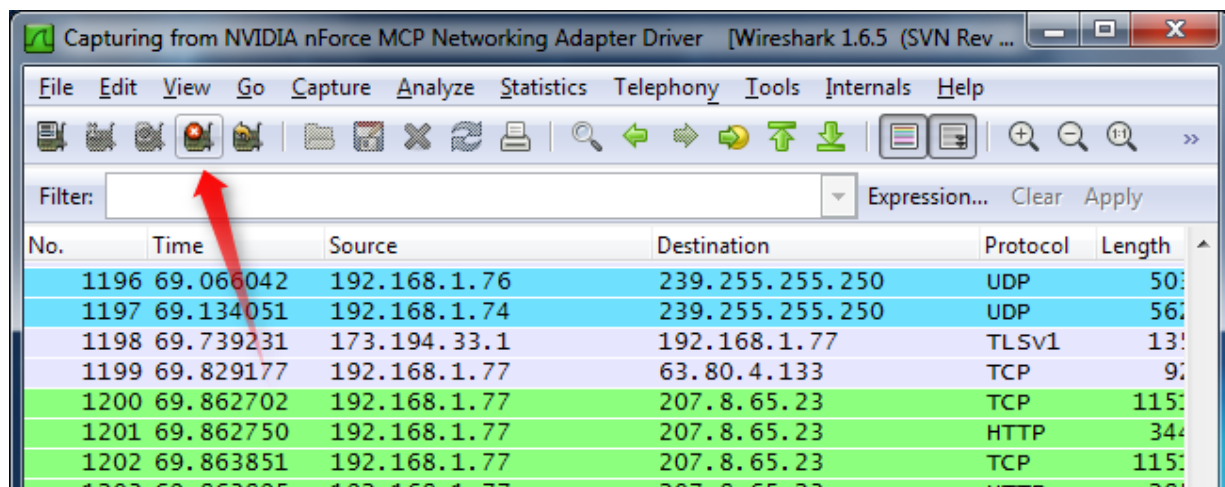 Capturing from NVIDIA nForce MCP Networking Adapter Driver [Wireshark 1.6.5 (SVN Rev ...
File Edit View Go Capture Analyze Statistics Telephony Tools Internals Help
Filter: Expression... Clear Apply
No. Time Source Destination Protocol Length
1196 69.066042 192.168.1.76 239.255.255.250 UDP
1197 69.134051 192.168.1.74 239.255.255.250 UDP
1198 69.739231 173.194.33.1 192.168.1.77 TLSv1
1199 69.829177 192.168.1.77 63.80.4.133 TCP
1200 69.862702 192.168.1.77 207.8.65.23 TCP
1201 69.862750 192.168.1.77 207.8.65.23 HTTP
1202 69.863851 192.168.1.77 207.8.65.23 TCP